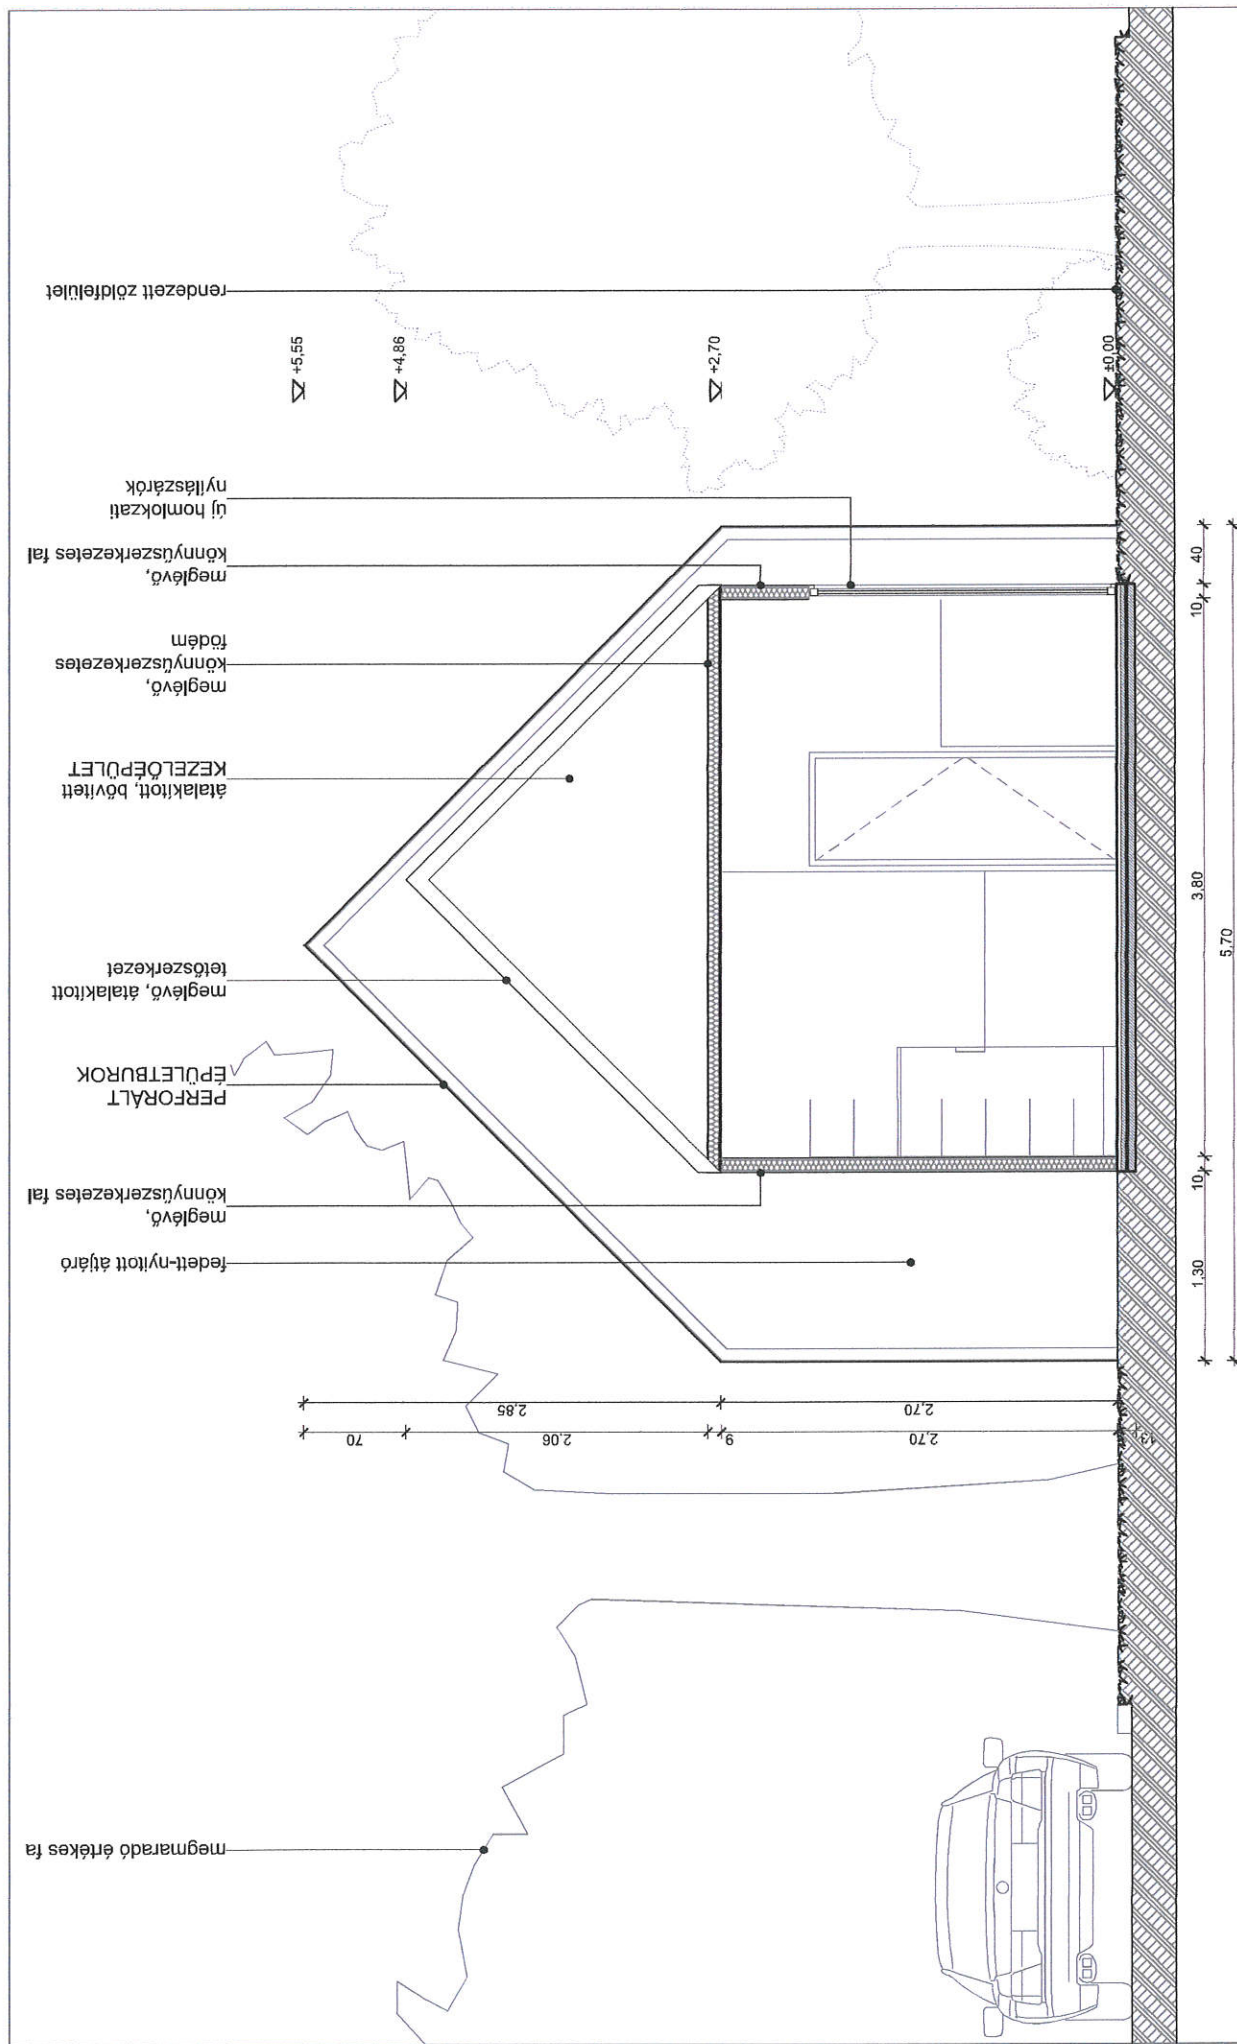 megmaradó értékes fa
fedett-nyitott átjáró
meglévő,
könnyűszerkezetes fal
PERFORÁLT
ÉPÜLETBUROK
meglévő, átalakított
tetőszerkezet
átalakított, bővített
KEZELŐÉPÜLET
meglévő,
könnyűszerkezetes
födém
meglévő,
könnyűszerkezetes fal
új homlokzati
nyílászárók
rendezett zöldfelület
+5,55
+4,86
+2,70
±0,00
70
2,06
9
2,70
13
2,85
2,70
1,30
10
3,80
10
40
5,70